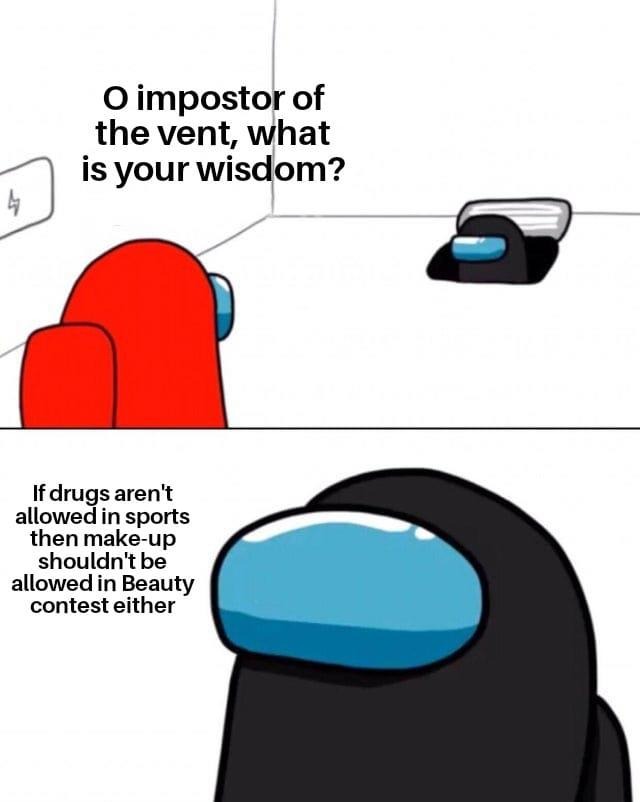 O impostor of
the vent, what
is your wisdom?
If drugs aren't
allowed in sports
then make-up
shouldn't be
allowed in Beauty
contest either